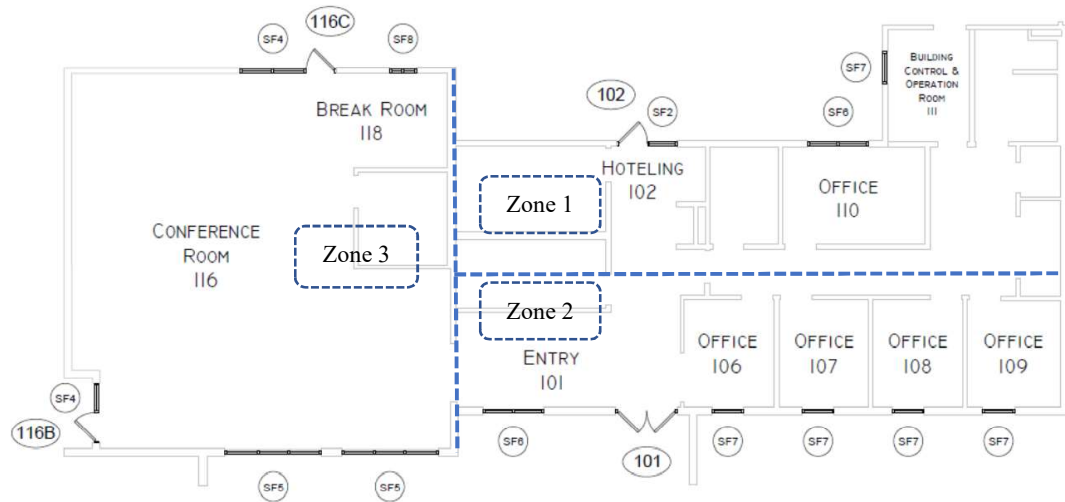 116C
SF4
SF8
SF7
BUILDING
CONTROL &
OPERATION
ROOM
111
BREAK ROOM
118
102
SF2
SF6
HOTELING
102
Zone 1
OFFICE
110
CONFERENCE
ROOM
116
Zone 3
Zone 2
ENTRY
101
OFFICE
106
OFFICE
107
OFFICE
108
OFFICE
109
SF4
116B
SF5
SF5
SF6
101
SF7
SF7
SF7
SF7